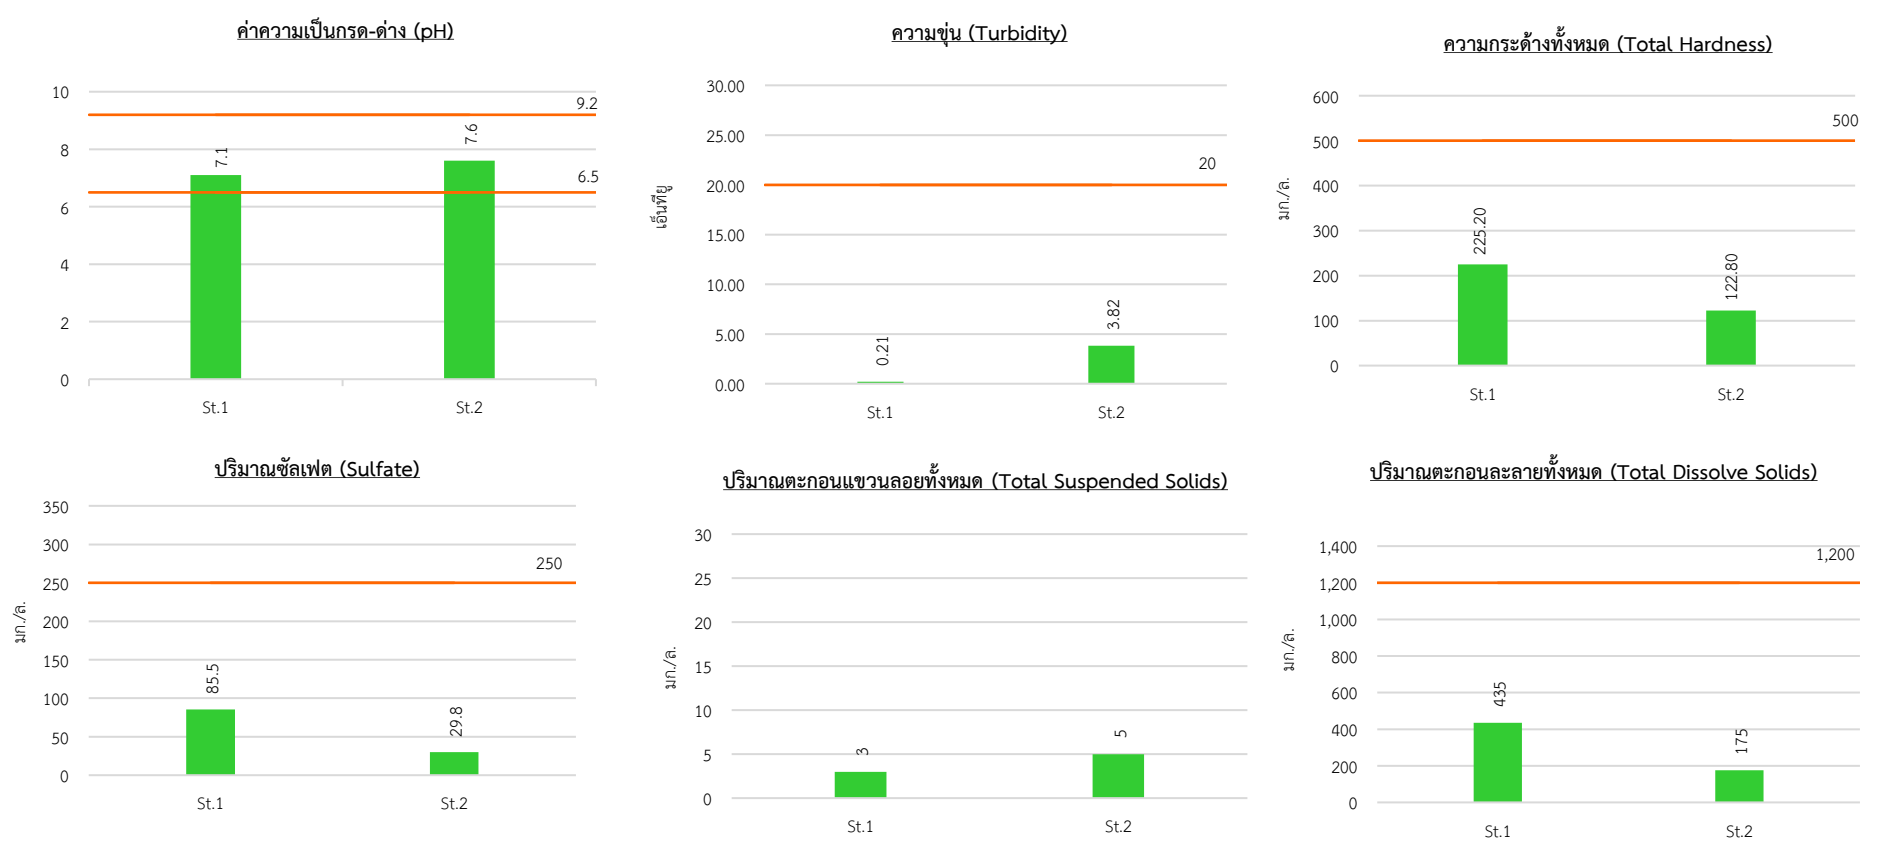 ค่าความเป็นกรด-ด่าง (pH)
10
8
6
4
2
0
9.2
6.5
7.1
7.6
St.1
St.2
ความขุ่น (Turbidity)
เอ็นทียู
30.00
25.00
20.00
15.00
10.00
5.00
0.00
20
0.21
3.82
St.1
St.2
ความกระด้างทั้งหมด (Total Hardness)
มก./ล.
600
500
400
300
200
100
0
500
225.20
122.80
St.1
St.2
ปริมาณซัลเฟต (Sulfate)
มก./ล.
350
300
250
200
150
100
50
0
250
85.5
29.8
St.1
St.2
ปริมาณตะกอนแขวนลอยทั้งหมด (Total Suspended Solids)
มก./ล.
30
25
20
15
10
5
0
3
5
St.1
St.2
ปริมาณตะกอนละลายทั้งหมด (Total Dissolve Solids)
มก./ล.
1,400
1,200
1,000
800
600
400
200
0
1,200
435
175
St.1
St.2